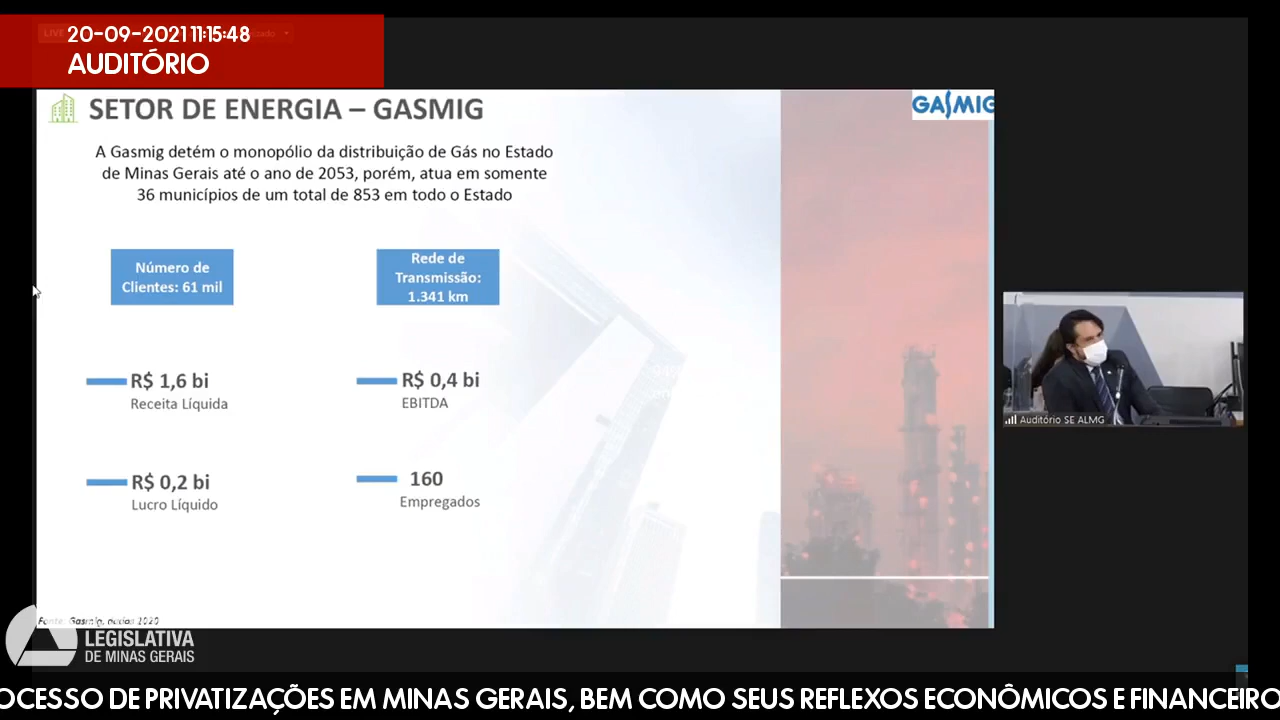 LIVE
20-09-2021 11:15:48
AUDITÓRIO
SETOR DE ENERGIA – GASMIG
GASMIG
A Gasmig detém o monopólio da distribuição de Gás no Estado
de Minas Gerais até o ano de 2053, porém, atua em somente
36 municípios de um total de 853 em todo o Estado
Número de
Clientes: 61 mil
Rede de
Transmissão:
1.341 km
R$ 1,6 bi
Receita Líquida
R$ 0,4 bi
EBITDA
R$ 0,2 bi
Lucro Líquido
160
Empregados
Auditório SE ALMG
Fonte: Gasmig, 2020
LEGISLATIVA
DE MINAS GERAIS
OCESSO DE PRIVATIZAÇÕES EM MINAS GERAIS, BEM COMO SEUS REFLEXOS ECONÔMICOS E FINANCEIRO